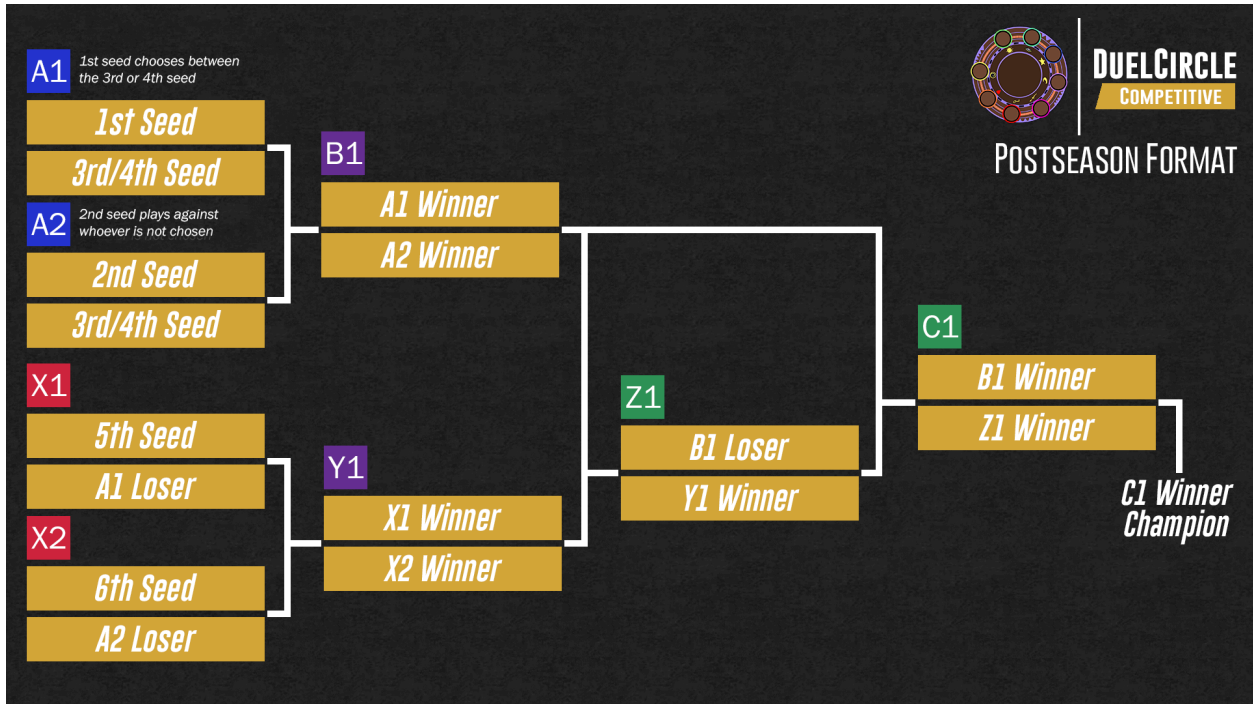 A1
1st seed chooses between
the 3rd or 4th seed
1st Seed
3rd/4th Seed
A2
2nd seed plays against
whoever is not chosen
2nd Seed
3rd/4th Seed
X1
5th Seed
A1 Loser
X2
6th Seed
A2 Loser
B1
A1 Winner
A2 Winner
Y1
X1 Winner
X2 Winner
Z1
B1 Loser
Y1 Winner
C1
B1 Winner
Z1 Winner
C1 Winner
Champion
DuelCircle
Competitive
Postseason Format